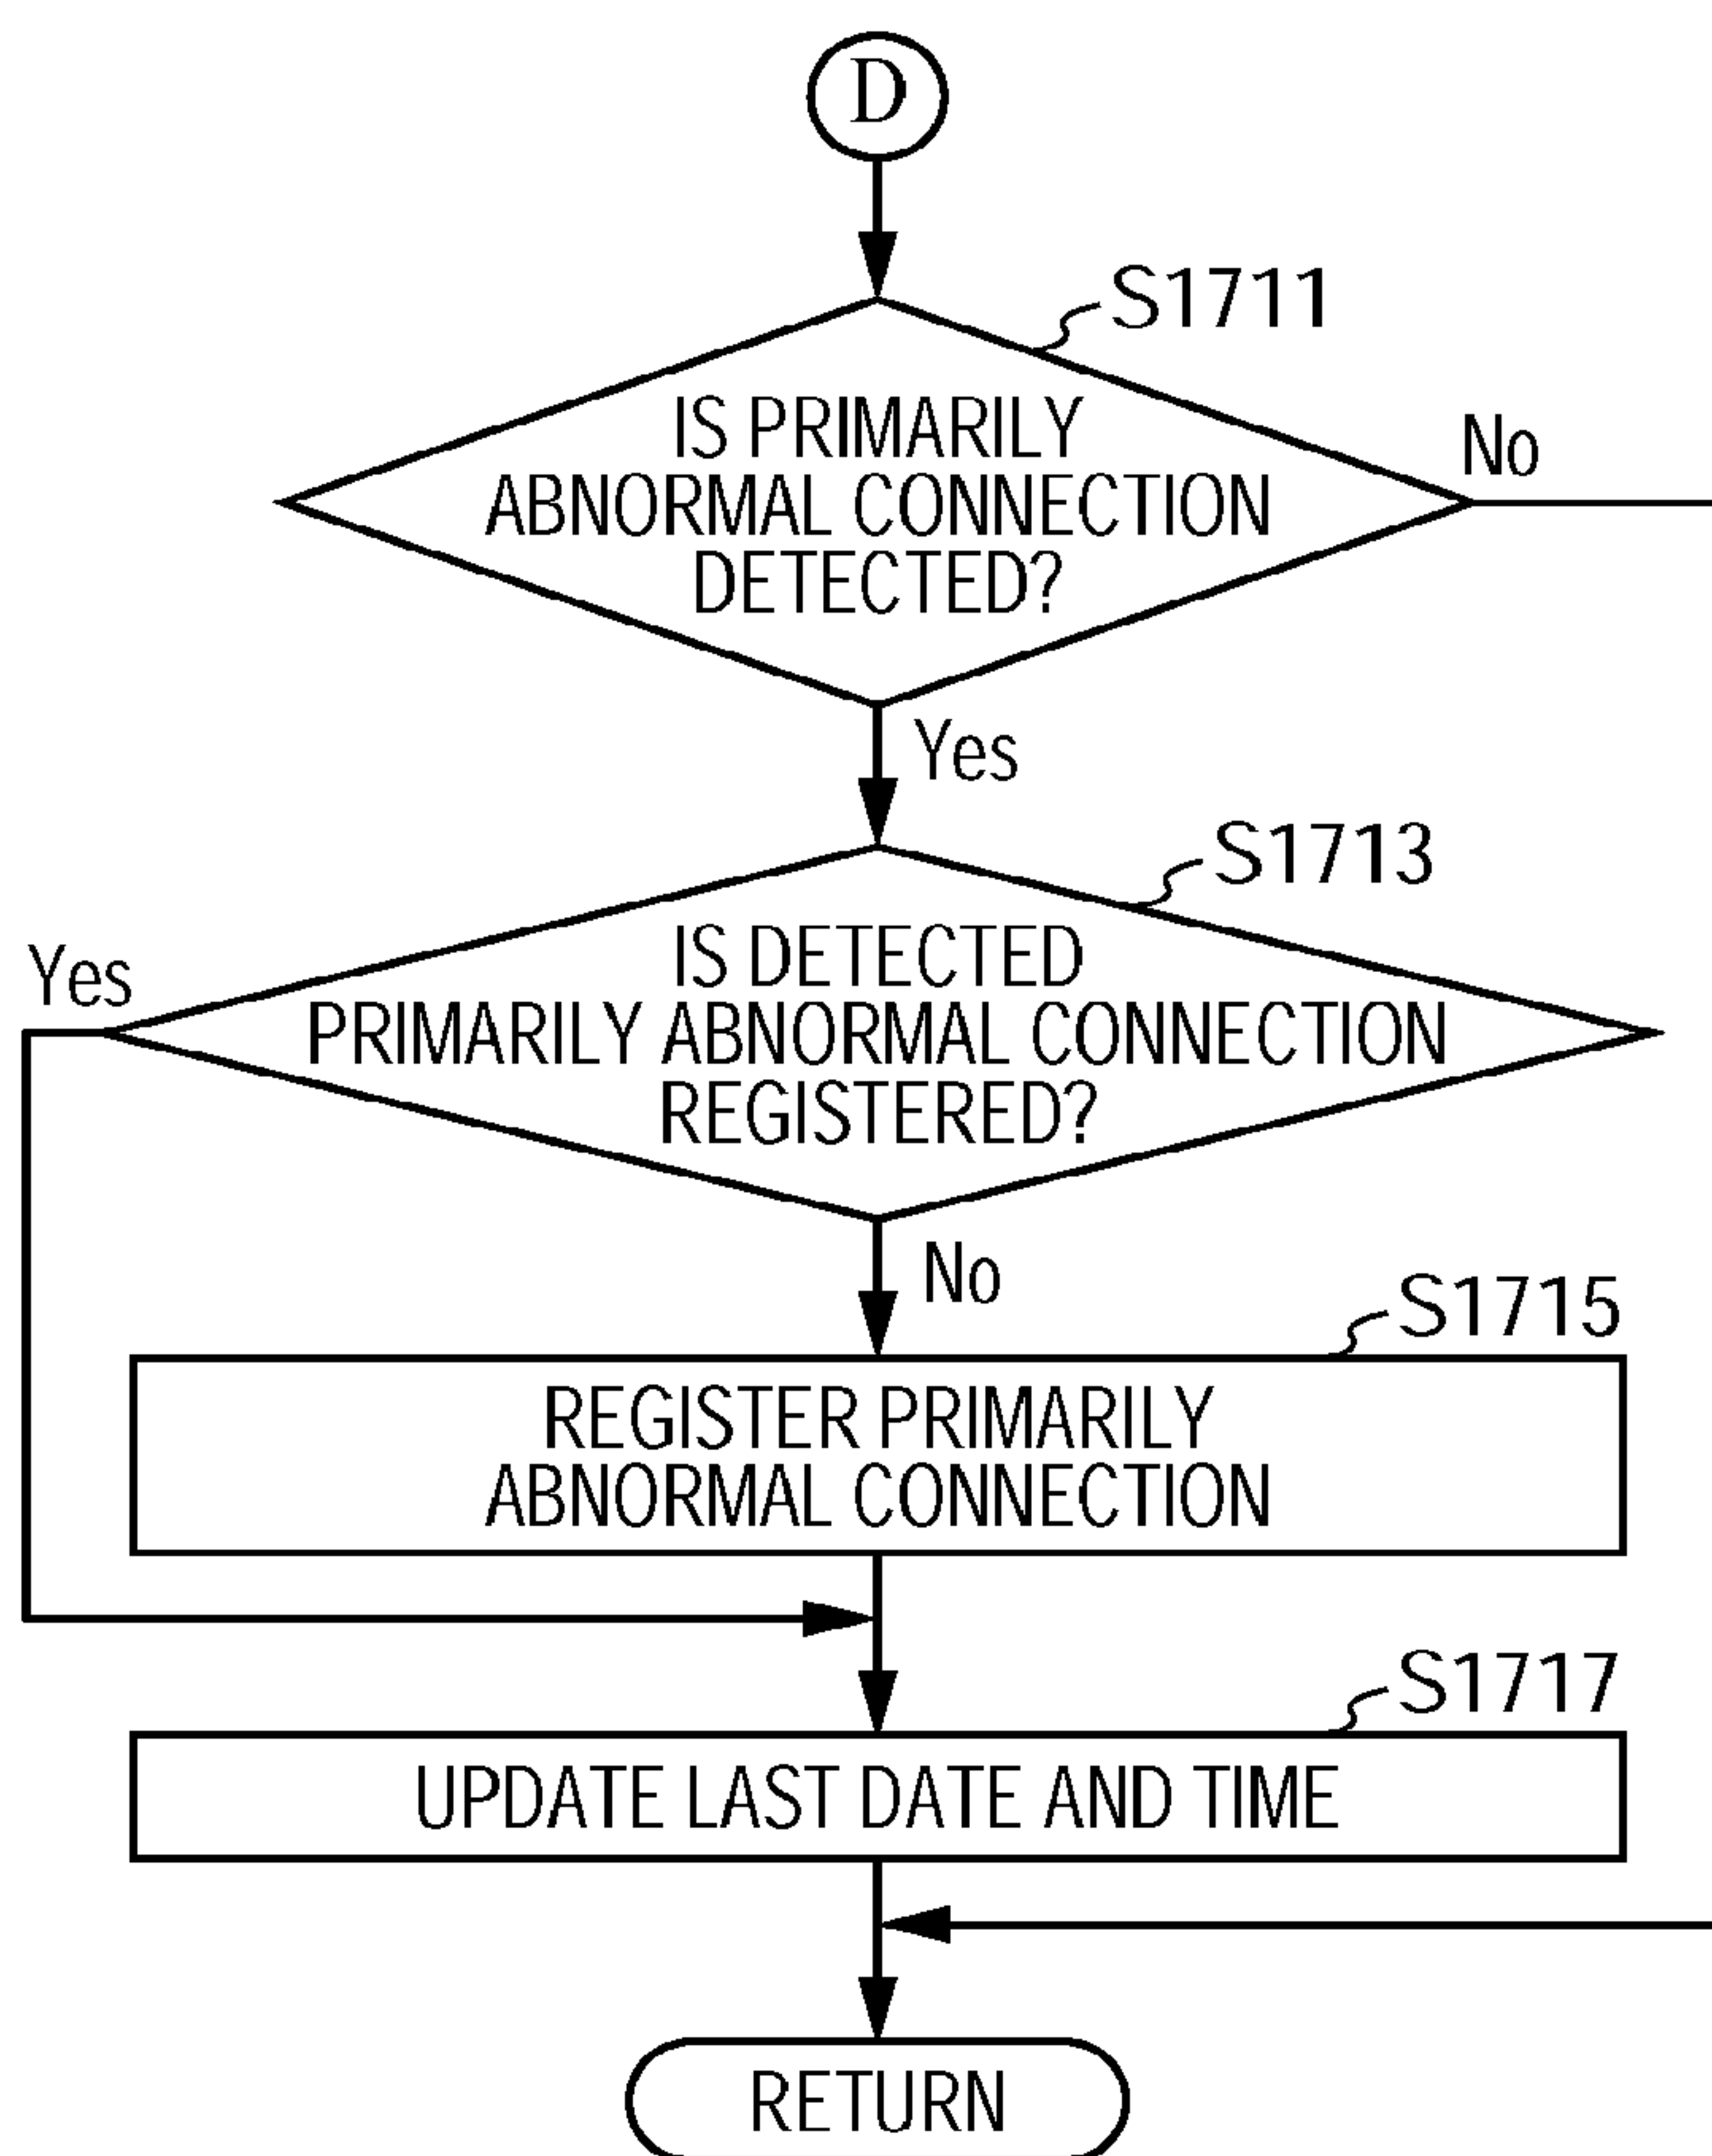 D
S1711
IS PRIMARILY
ABNORMAL CONNECTION
DETECTED?
No
Yes
S1713
IS DETECTED
PRIMARILY ABNORMAL CONNECTION
REGISTERED?
Yes
No
S1715
REGISTER PRIMARILY
ABNORMAL CONNECTION
S1717
UPDATE LAST DATE AND TIME
RETURN